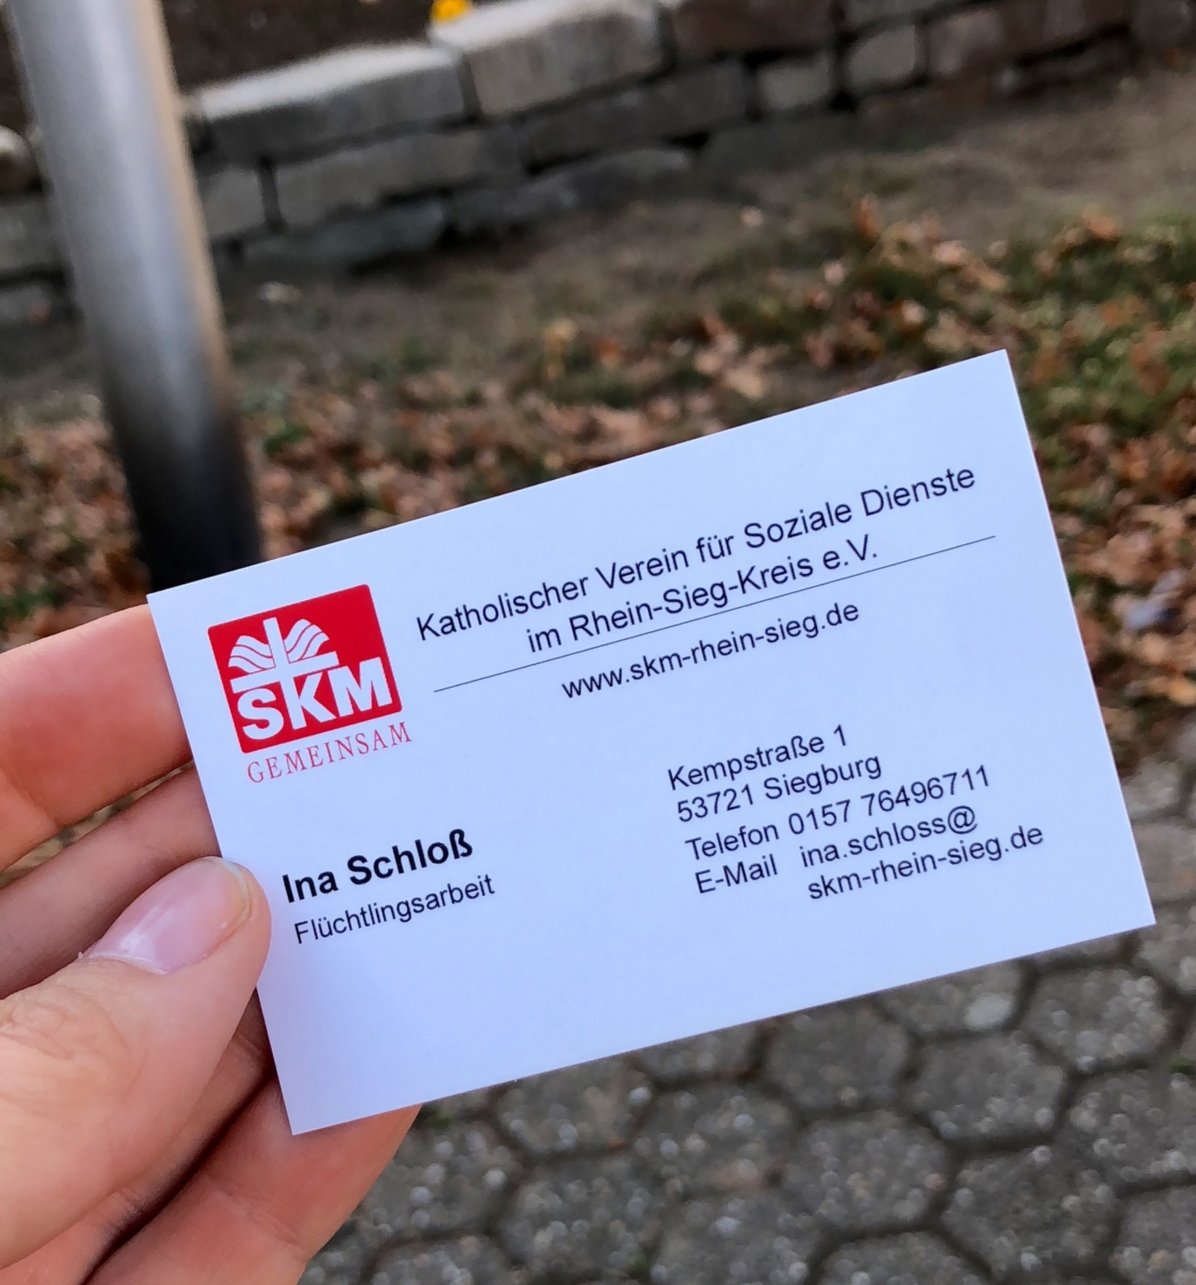 SKM
GEMEINSAM
Katholischer Verein für Soziale Dienste
im Rhein-Sieg-Kreis e.V.
www.skm-rhein-sieg.de
Ina Schloß
Flüchtlingsarbeit
Kempstraße 1
53721 Siegburg
Telefon 0157 76496711
E-Mail ina.schloss@
skm-rhein-sieg.de